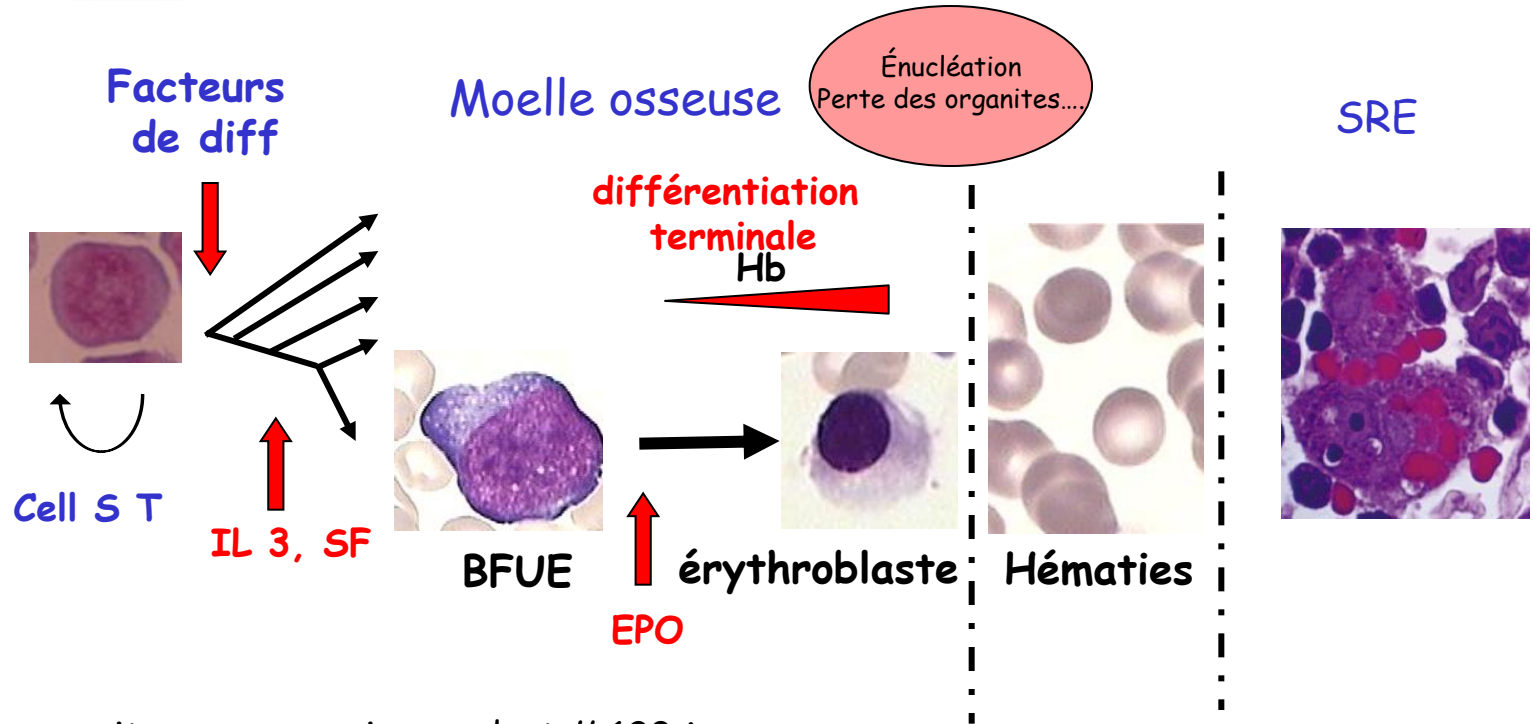 Facteurs
de diff
Moelle osseuse
Énucléation
Perte des organites....
SRE
différentiation
terminale
Hb
Cell S T
IL 3, SF
BFUE
EPO
érythroblaste
Hématies